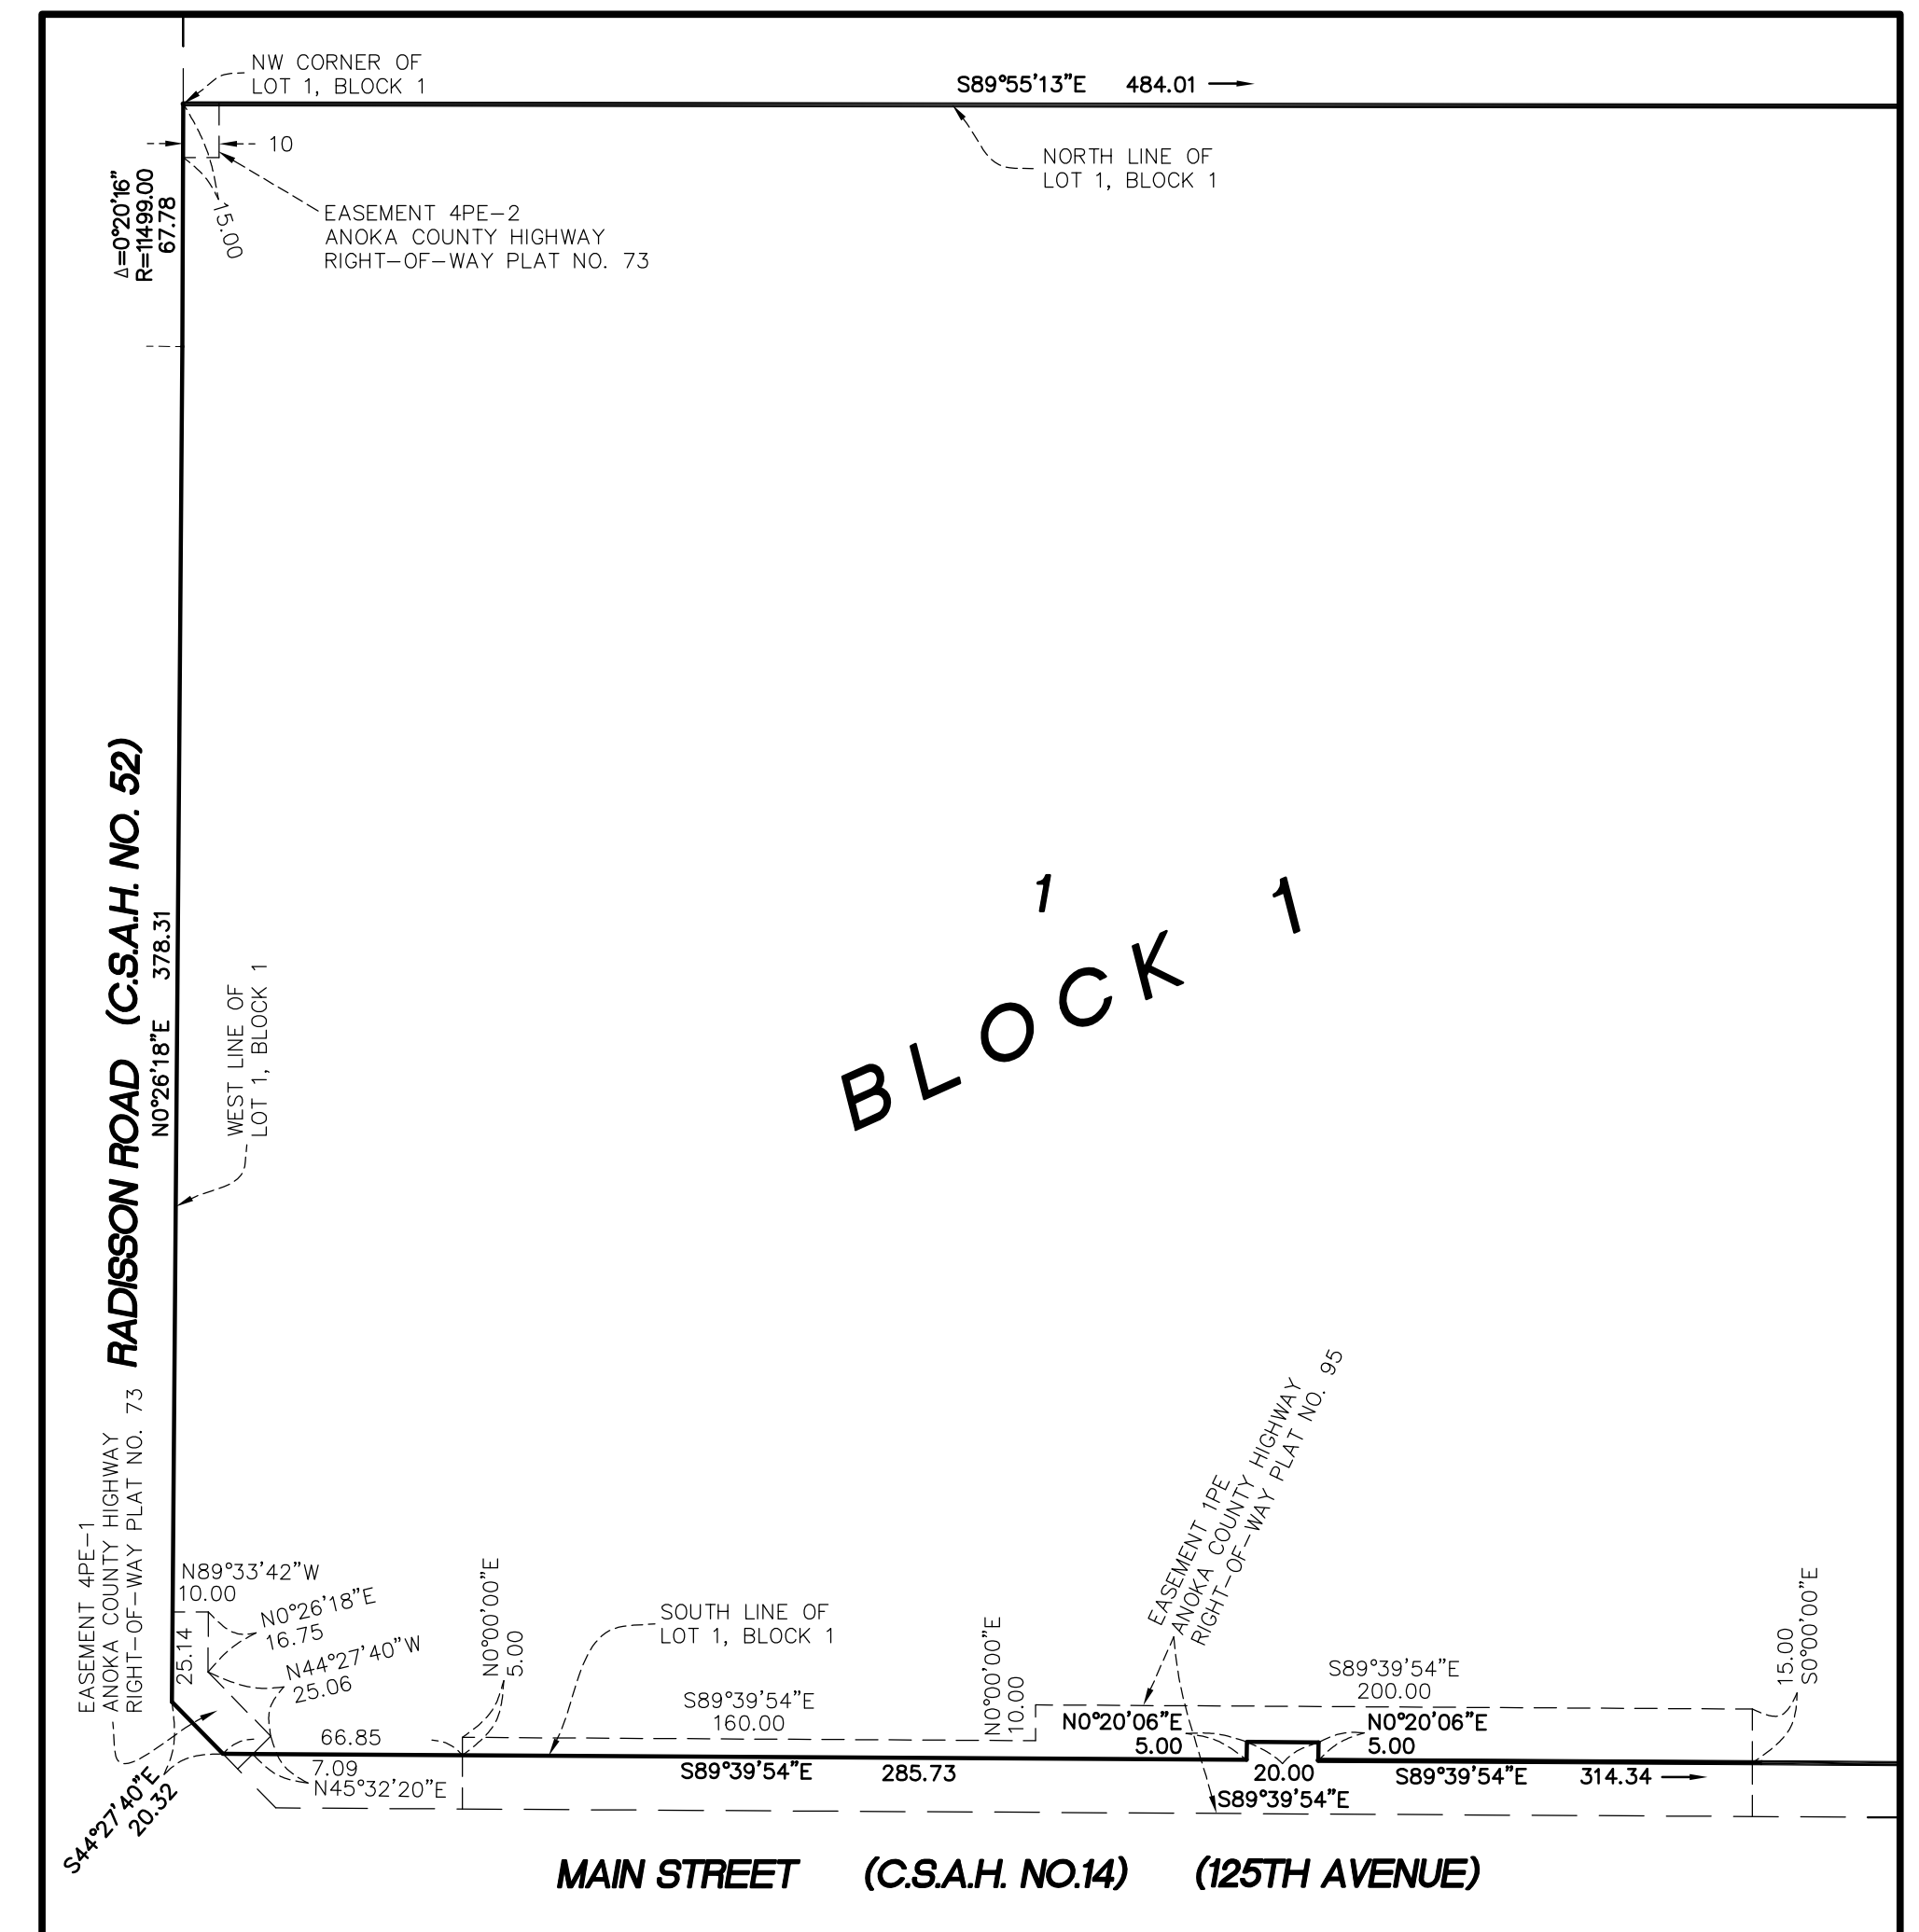 NW CORNER OF
LOT 1, BLOCK 1
S89°55'13"E 484.01
10
NORTH LINE OF
LOT 1, BLOCK 1
Δ=0°20'16"
R=11499.00
67.78
15.00
EASEMENT 4PE-2
ANOKA COUNTY HIGHWAY
RIGHT-OF-WAY PLAT NO. 73
RADISSON ROAD (C.S.A.H. NO. 52)
N0°26'18"E 378.31
WEST LINE OF
LOT 1, BLOCK 1
1
BLOCK 1
EASEMENT 4PE-1
ANOKA COUNTY HIGHWAY
RIGHT-OF-WAY PLAT NO. 73
N89°33'42"W
10.00
N0°26'18"E
16.75
25.14
N44°27'40"W
25.06
N0°00'00"E
5.00
SOUTH LINE OF
LOT 1, BLOCK 1
N0°00'00"E
10.00
EASEMENT 1PE
ANOKA COUNTY HIGHWAY
RIGHT-OF-WAY PLAT NO. 95
S89°39'54"E
200.00
15.00
S0°00'00"E
S89°39'54"E
160.00
N0°20'06"E
5.00
N0°20'06"E
5.00
66.85
7.09
N45°32'20"E
S89°39'54"E 285.73
20.00
S89°39'54"E
S89°39'54"E 314.34
S44°27'40"E
20.32
MAIN STREET (C.S.A.H. NO.14) (125TH AVENUE)